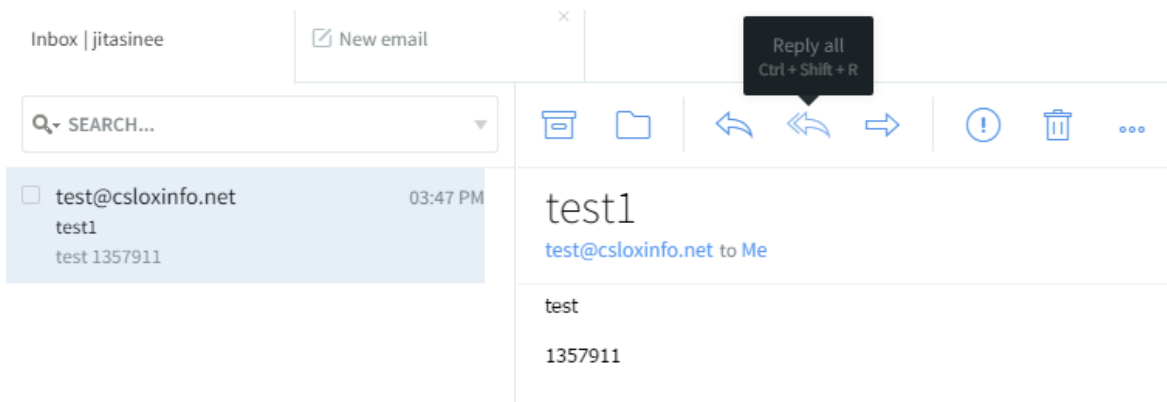 Inbox | jitasinee
New email
Reply all
Ctrl + Shift + R
SEARCH...
test@csloxinfo.net 03:47 PM
test1
test 1357911
test1
test@csloxinfo.net to Me
test
1357911